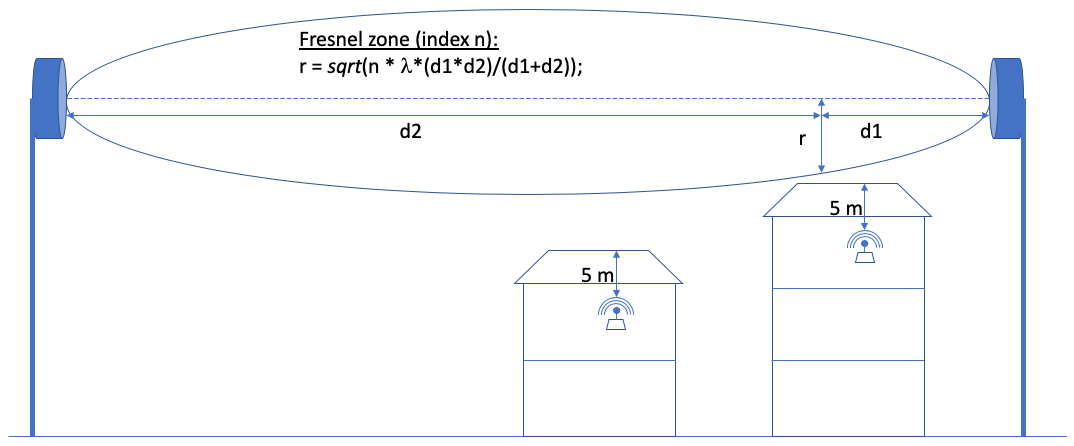 Fresnel zone (index n):
r = sqrt(n * λ*(d1*d2)/(d1+d2));
d2
r
d1
5 m
5 m